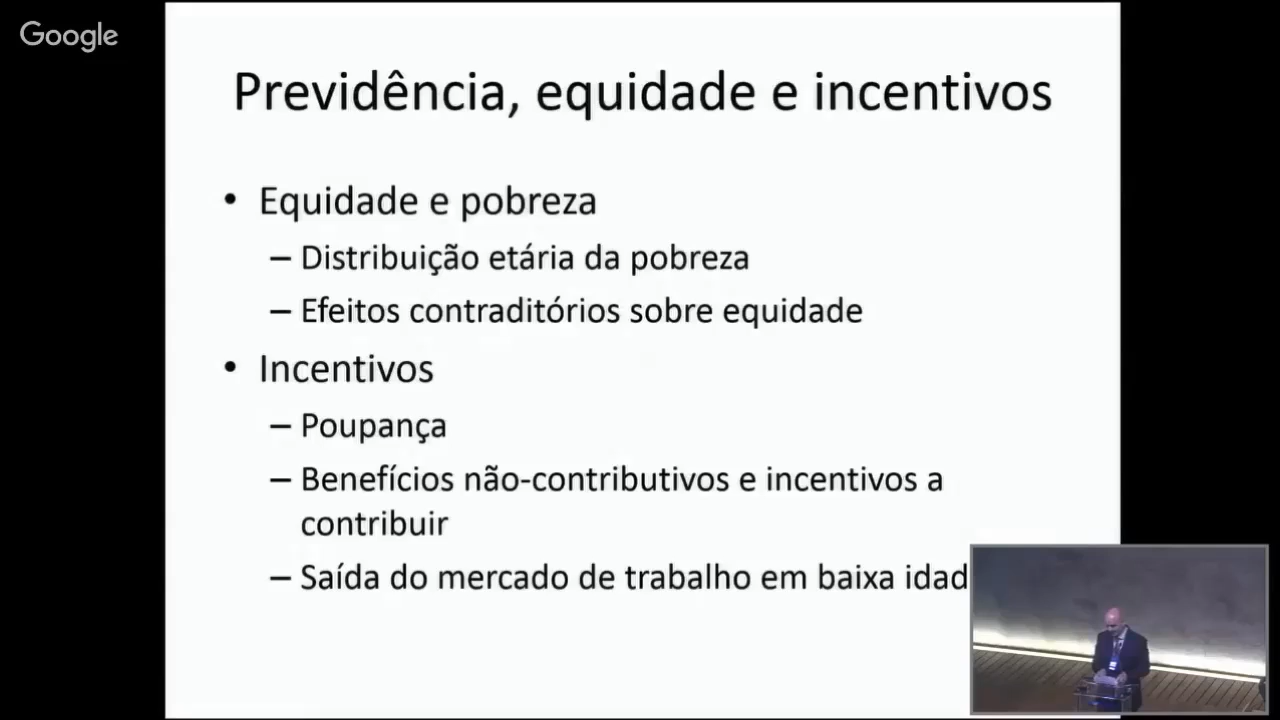 Google
Previdência, equidade e incentivos
• Equidade e pobreza
– Distribuição etária da pobreza
– Efeitos contraditórios sobre equidade
• Incentivos
– Poupança
– Benefícios não-contributivos e incentivos a
contribuir
– Saída do mercado de trabalho em baixa idad